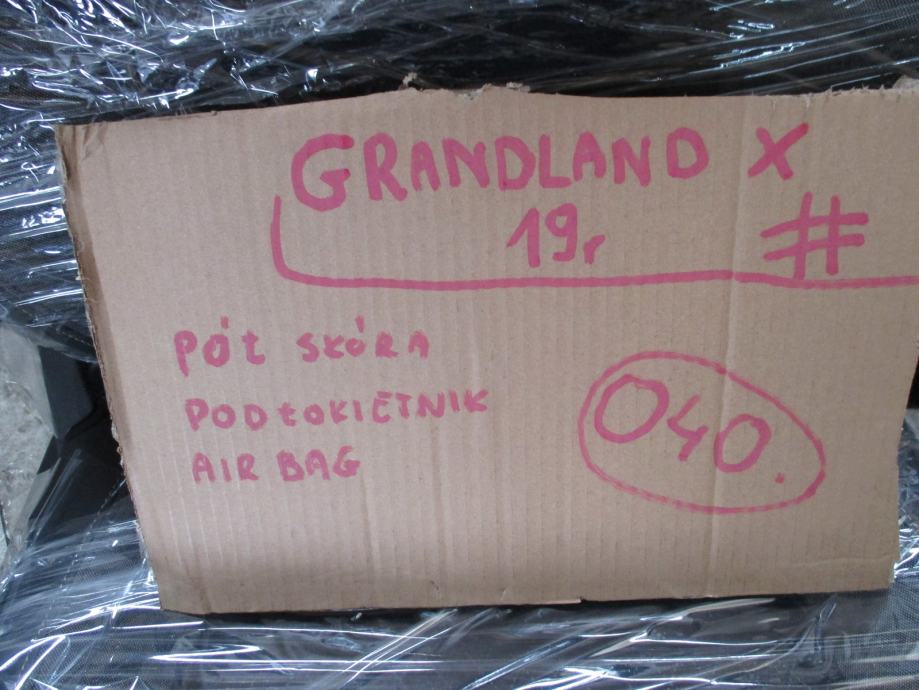 GRANDLAND X
19r #
PÓŁ SKÓRA
PODŁOKIETNIK
AIR BAG
040.